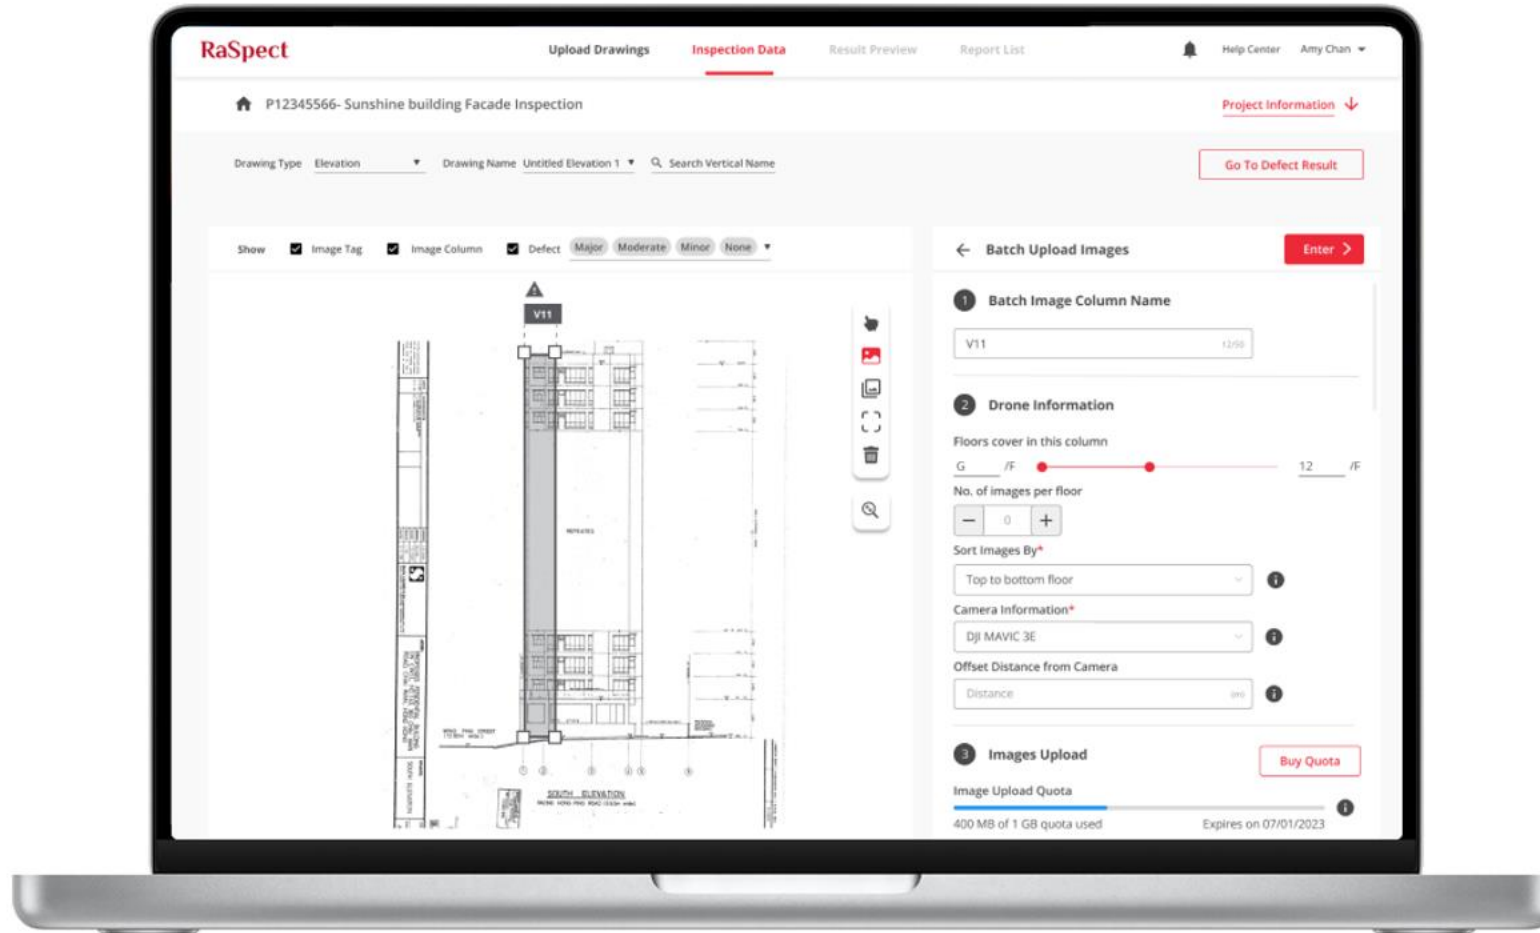 RaSpect
Upload Drawings
Inspection Data
Result Preview
Report List
Help Center
Amy Chan
P12345566- Sunshine building Facade Inspection
Project Information
Drawing Type
Elevation
Drawing Name
Untitled Elevation 1
Search Vertical Name
Go To Defect Result
Show
Image Tag
Image Column
Defect
Major
Moderate
Minor
None
V11
REPEATED
SOUTH ELEVATION
Batch Upload Images
Enter
1 Batch Image Column Name
V11
12/50
2 Drone Information
Floors cover in this column
G /F
12 /F
No. of images per floor
0
Sort Images By*
Top to bottom floor
Camera Information*
DJI MAVIC 3E
Offset Distance from Camera
Distance
3 Images Upload
Buy Quota
Image Upload Quota
400 MB of 1 GB quota used
Expires on 07/01/2023